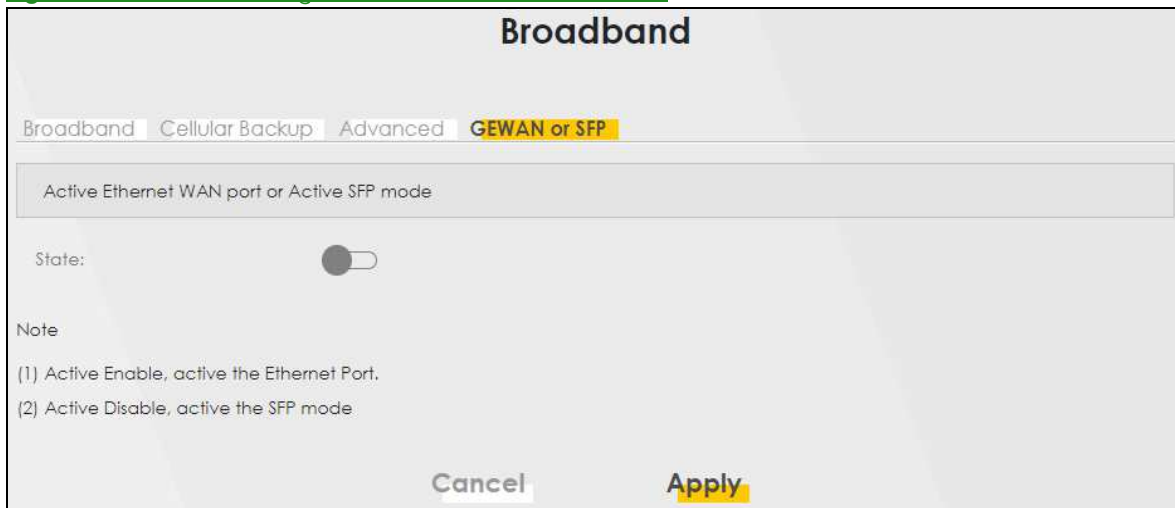 Broadband
Broadband Cellular Backup Advanced GEWAN or SFP
Active Ethernet WAN port or Active SFP mode
State:
Note
(1) Active Enable, active the Ethernet Port.
(2) Active Disable, active the SFP mode
Cancel Apply